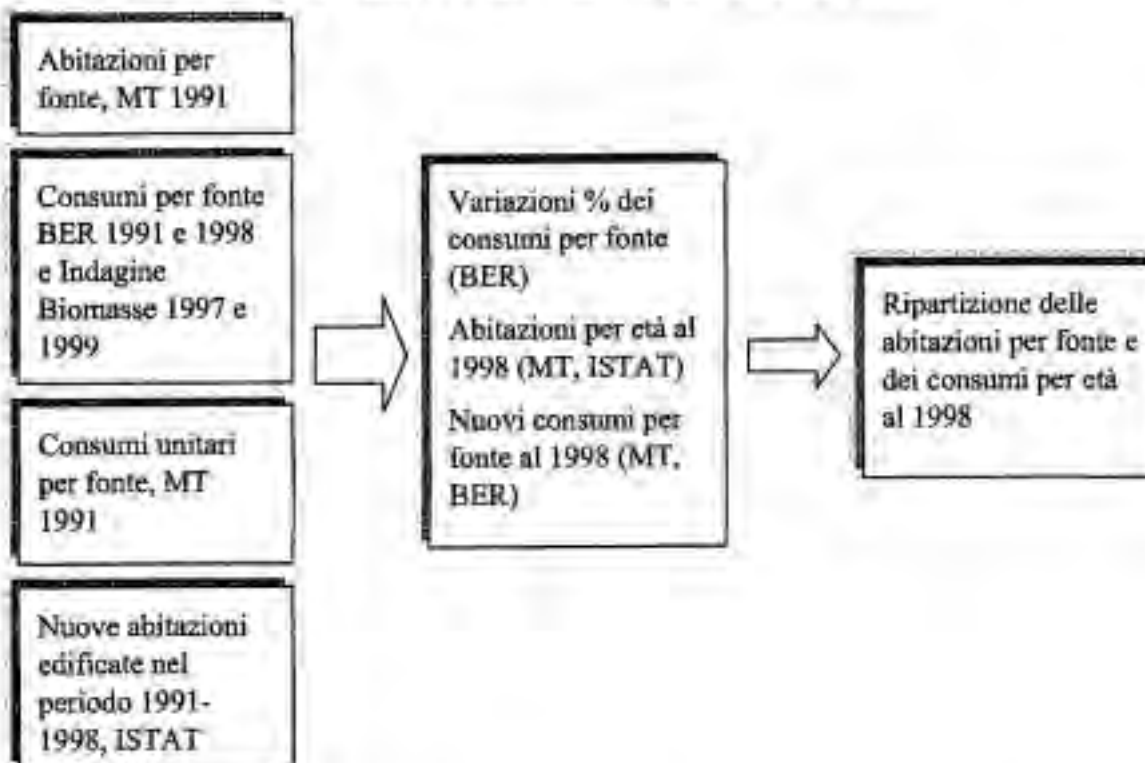 Abitazioni per
fonte, MT 1991
Consumi per fonte
BER 1991 e 1998
e Indagine
Biomasse 1997 e
1999
Consumi unitari
per fonte, MT
1991
Nuove abitazioni
edificate nel
periodo 1991-
1998, ISTAT
Variazioni % dei
consumi per fonte
(BER)
Abitazioni per età al
1998 (MT, ISTAT)
Nuovi consumi per
fonte al 1998 (MT,
BER)
Ripartizione delle
abitazioni per fonte e
dei consumi per età
al 1998